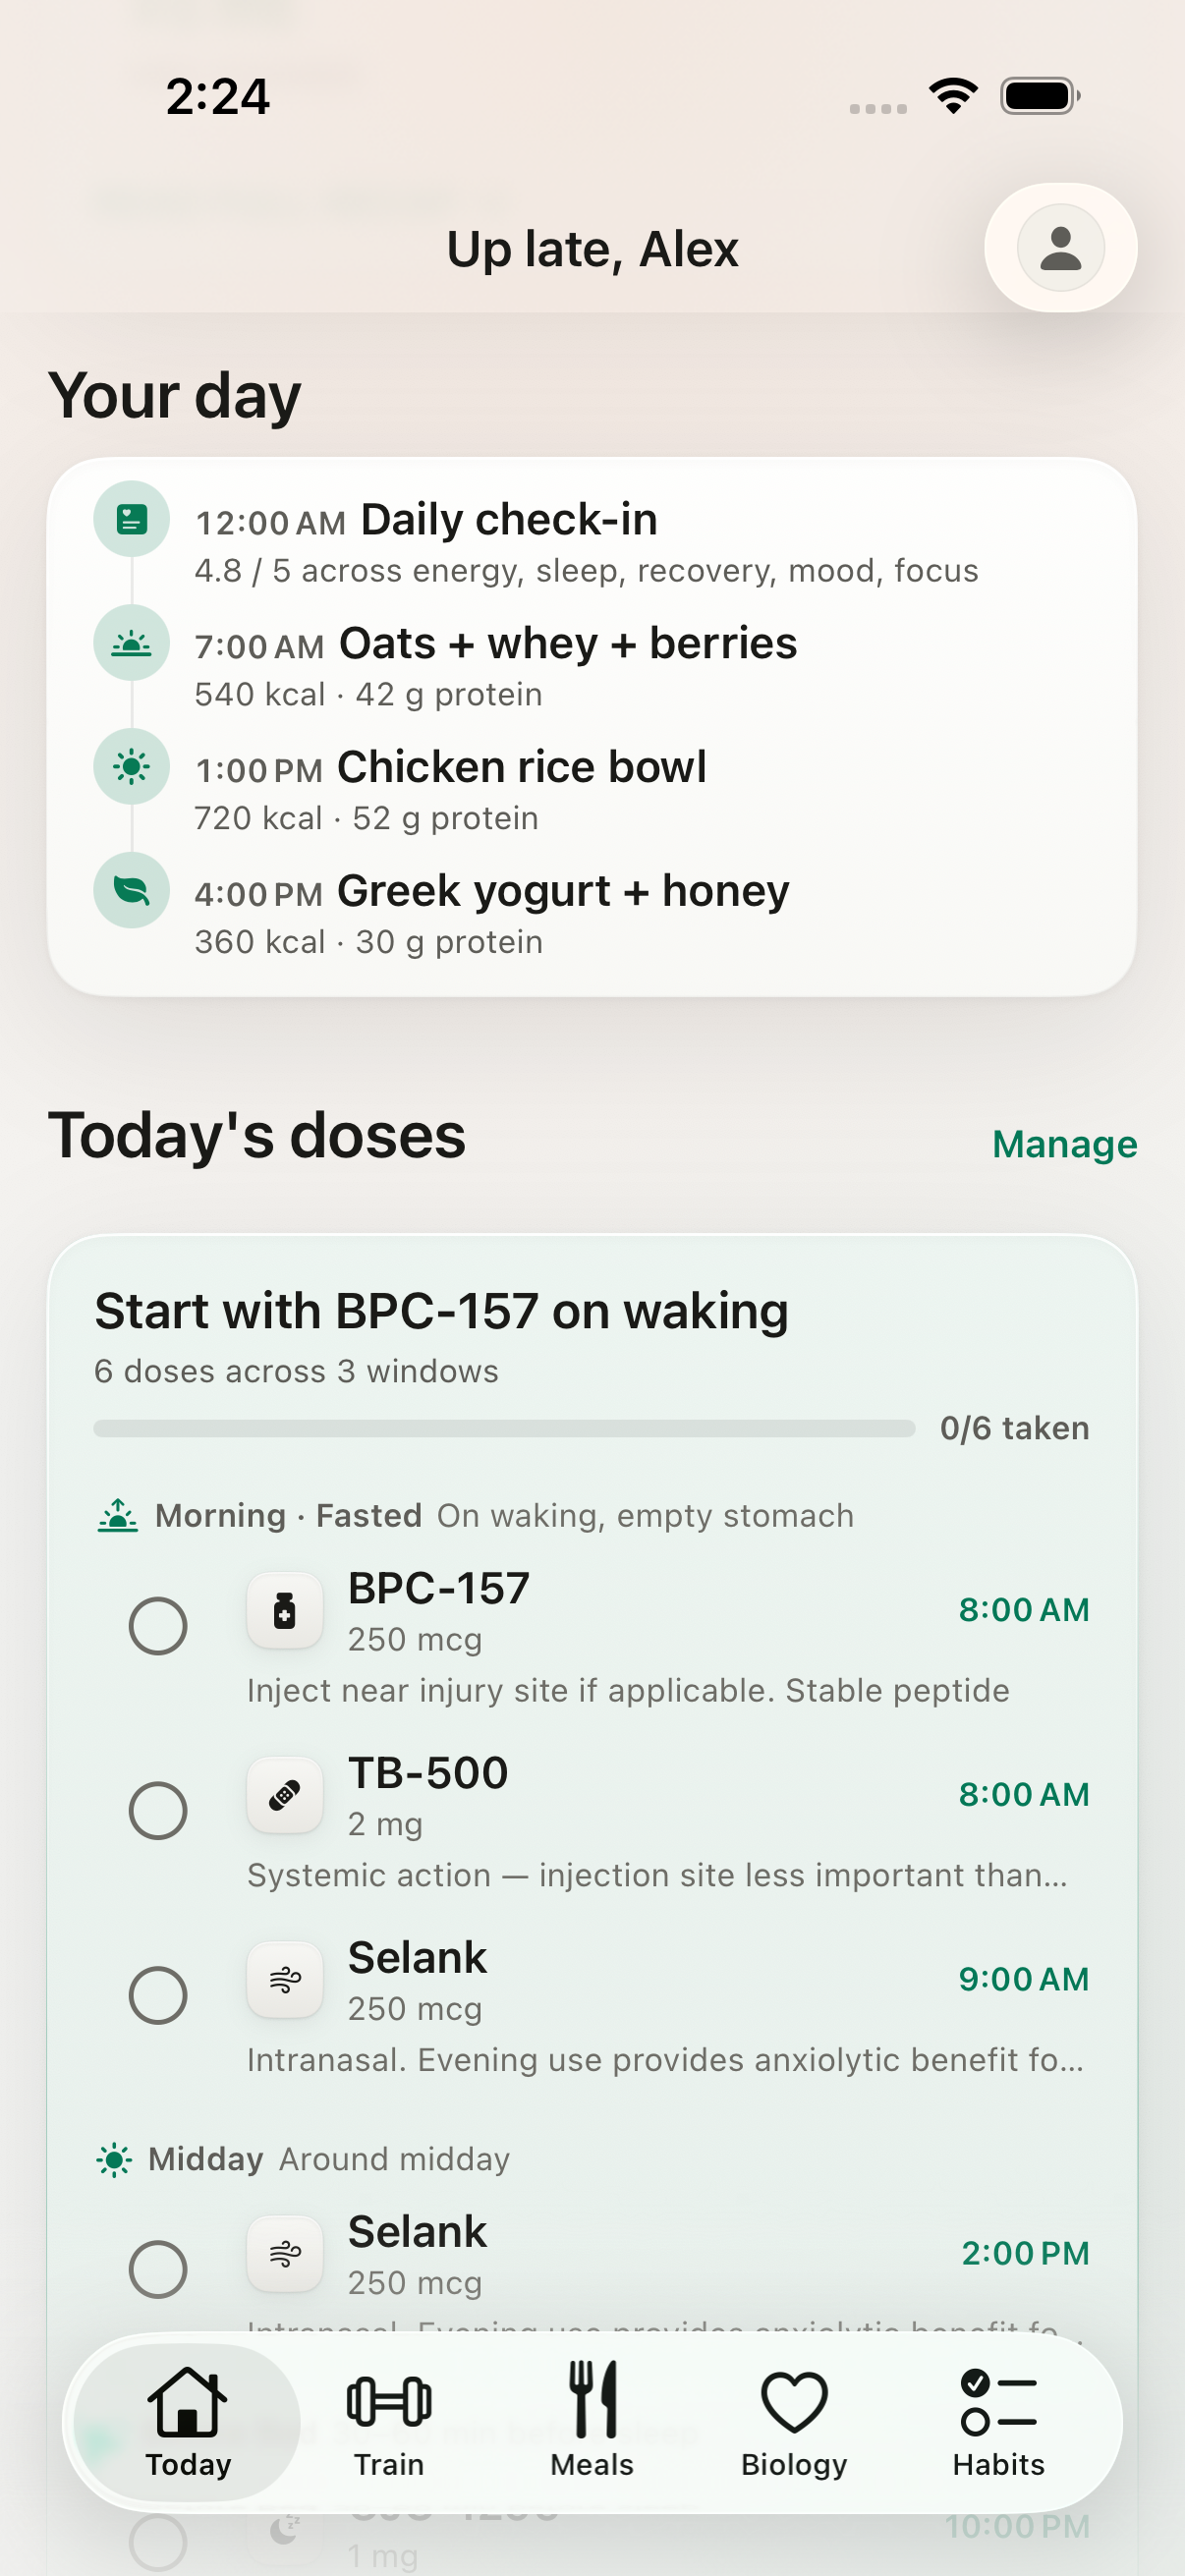 2:24
Up late, Alex
Your day
12:00 AM Daily check-in
4.8 / 5 across energy, sleep, recovery, mood, focus
7:00 AM Oats + whey + berries
540 kcal · 42 g protein
1:00 PM Chicken rice bowl
720 kcal · 52 g protein
4:00 PM Greek yogurt + honey
360 kcal · 30 g protein
Today's doses
Manage
Start with BPC-157 on waking
6 doses across 3 windows
0/6 taken
Morning · Fasted On waking, empty stomach
BPC-157
8:00 AM
250 mcg
Inject near injury site if applicable. Stable peptide
TB-500
8:00 AM
2 mg
Systemic action — injection site less important than...
Selank
9:00 AM
250 mcg
Intranasal. Evening use provides anxiolytic benefit fo...
Midday Around midday
Selank
2:00 PM
250 mcg
Intranasal. Evening use provides anxiolytic benefit fo...
Today
Train
Meals
Biology
Habits
10:00 PM
1 mg